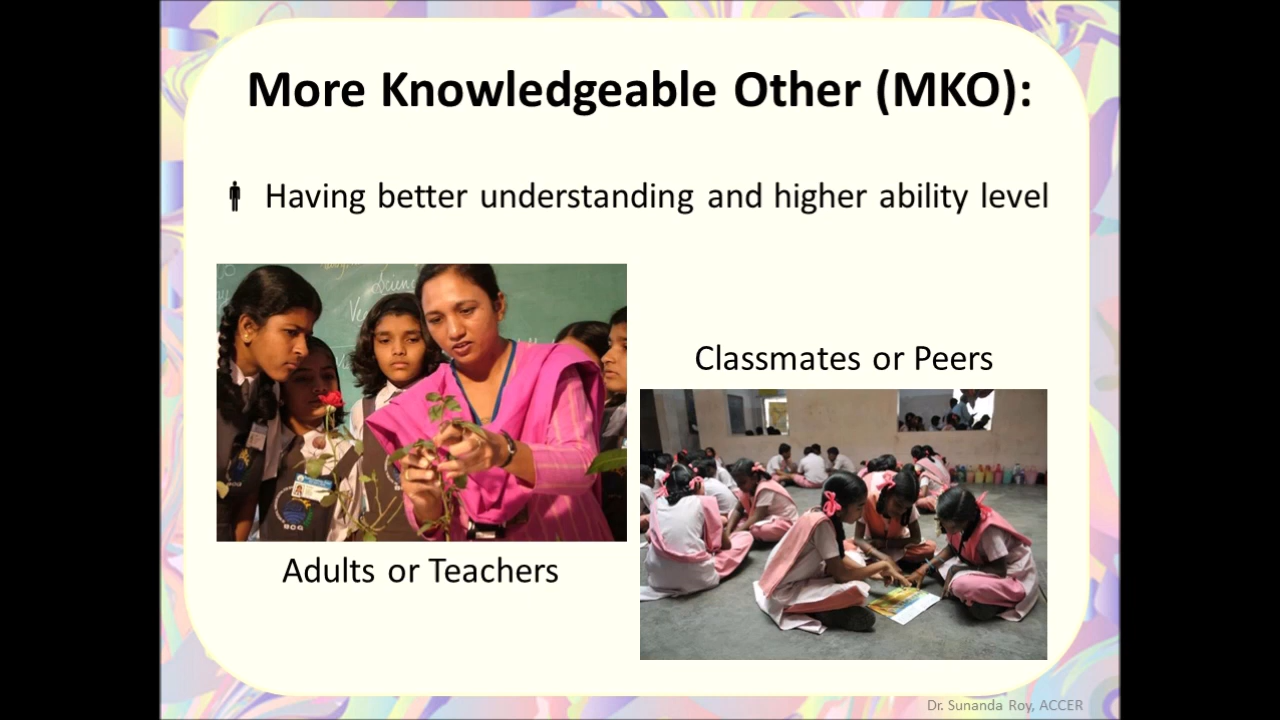 More Knowledgeable Other (MKO):
Having better understanding and higher ability level
Classmates or Peers
Adults or Teachers
Dr. Sunanda Roy, ACCER